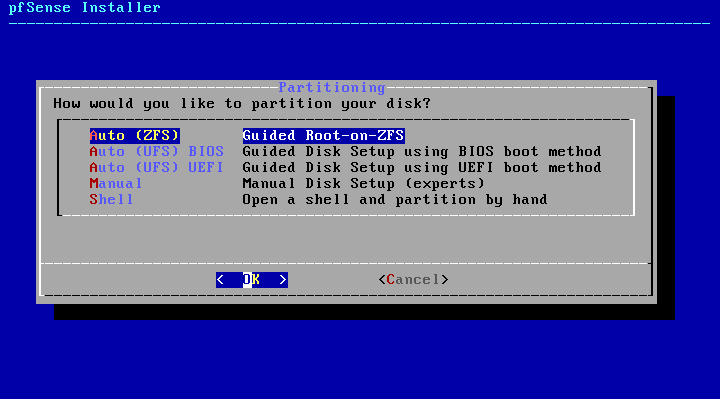 pfSense Installer
Partitioning
How would you like to partition your disk?
Auto (ZFS) Guided Root-on-ZFS
Auto (UFS) BIOS Guided Disk Setup using BIOS boot method
Auto (UFS) UEFI Guided Disk Setup using UEFI boot method
Manual Manual Disk Setup (experts)
Shell Open a shell and partition by hand
< OK > <Cancel>